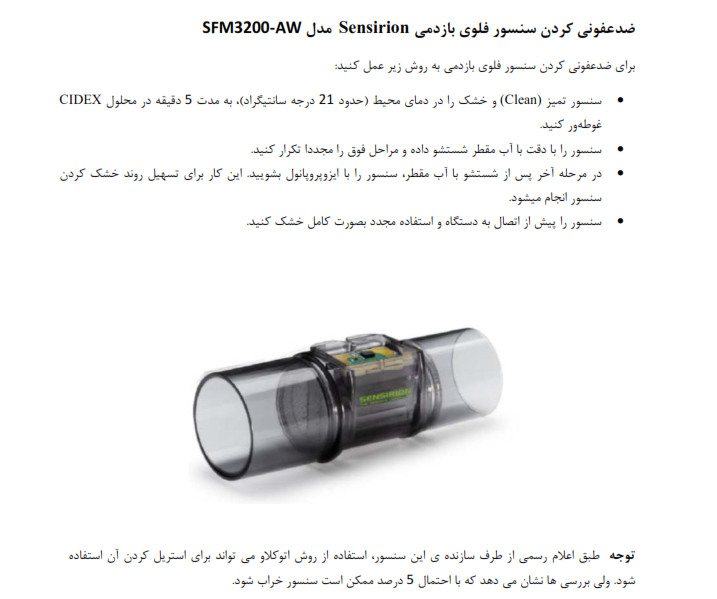 ضدعفونی کردن سنسور فلوی بازدمی Sensirion مدل SFM3200-AW
برای ضدعفونی کردن سنسور فلوی بازدمی به روش زیر عمل کنید:
• سنسور تمیز (Clean) و خشک را در دمای محیط (حدود 21 درجه سانتیگراد)، به مدت 5 دقیقه در محلول CIDEX
غوطه‌ور کنید.
• سنسور را با دقت با آب مقطر شستشو داده و مراحل فوق را مجددا تکرار کنید.
• در مرحله آخر پس از شستشو با آب مقطر، سنسور را با ایزوپروپانول بشویید. این کار برای تسهیل روند خشک کردن
سنسور انجام میشود.
• سنسور را پیش از اتصال به دستگاه و استفاده مجدد بصورت کامل خشک کنید.
SENSIRION
توجه طبق اعلام رسمی از طرف سازنده ی این سنسور، استفاده از روش اتوکلاو می تواند برای استریل کردن آن استفاده
شود. ولی بررسی ها نشان می دهد که با احتمال 5 درصد ممکن است سنسور خراب شود.